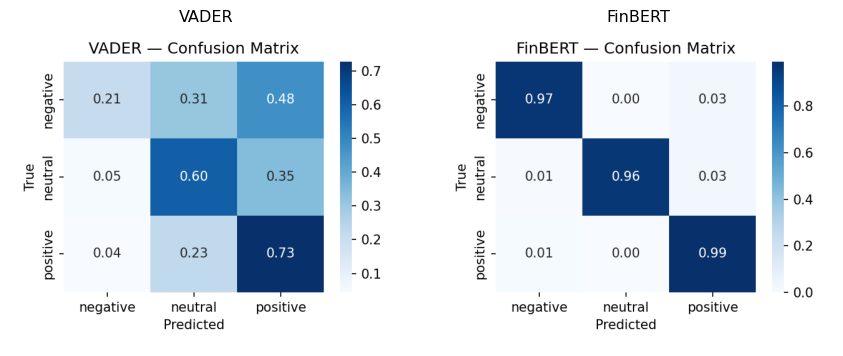 VADER
VADER — Confusion Matrix
True
negative
neutral
positive
0.21 0.31 0.48
0.05 0.60 0.35
0.04 0.23 0.73
negative neutral positive
Predicted
0.7
0.6
0.5
0.4
0.3
0.2
0.1
FinBERT
FinBERT — Confusion Matrix
True
negative
neutral
positive
0.97 0.00 0.03
0.01 0.96 0.03
0.01 0.00 0.99
negative neutral positive
Predicted
0.8
0.6
0.4
0.2
0.0